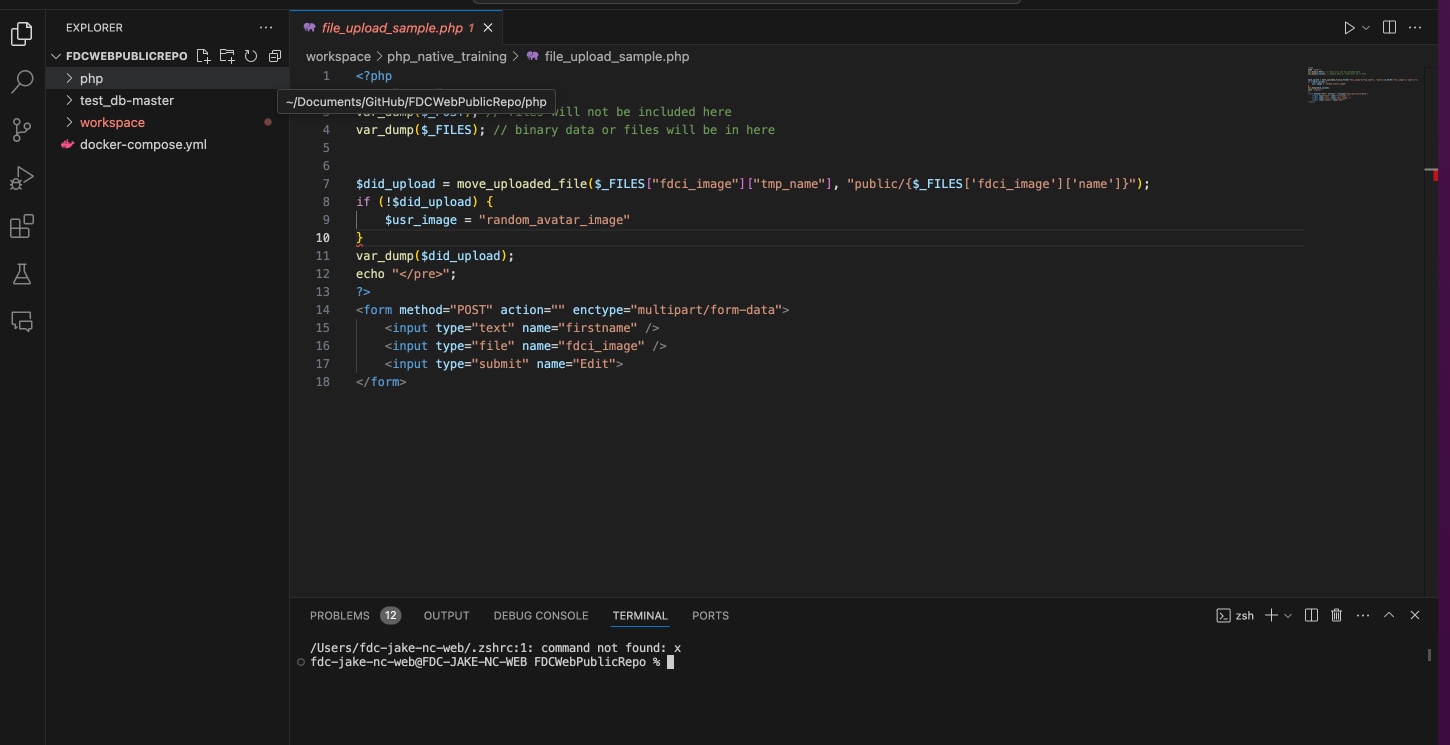 EXPLORER
FDCWEBPUBLICREPO
php
test_db-master
workspace
docker-compose.yml
file_upload_sample.php 1
workspace > php_native_training > file_upload_sample.php
1 <?php
~/Documents/GitHub/FDCWebPublicRepo/php
3 var_dump($_POST); // files will not be included here
4 var_dump($_FILES); // binary data or files will be in here
5
6
7 $did_upload = move_uploaded_file($_FILES["fdci_image"]["tmp_name"], "public/{$_FILES['fdci_image']['name']}");
8 if (!$did_upload) {
9 $usr_image = "random_avatar_image"
10 }
11 var_dump($did_upload);
12 echo "</pre>";
13 ?>
14 <form method="POST" action="" enctype="multipart/form-data">
15 <input type="text" name="firstname" />
16 <input type="file" name="fdci_image" />
17 <input type="submit" name="Edit">
18 </form>
PROBLEMS 12 OUTPUT DEBUG CONSOLE TERMINAL PORTS
zsh
/Users/fdc-jake-nc-web/.zshrc:1: command not found: x
fdc-jake-nc-web@FDC-JAKE-NC-WEB FDCWebPublicRepo %